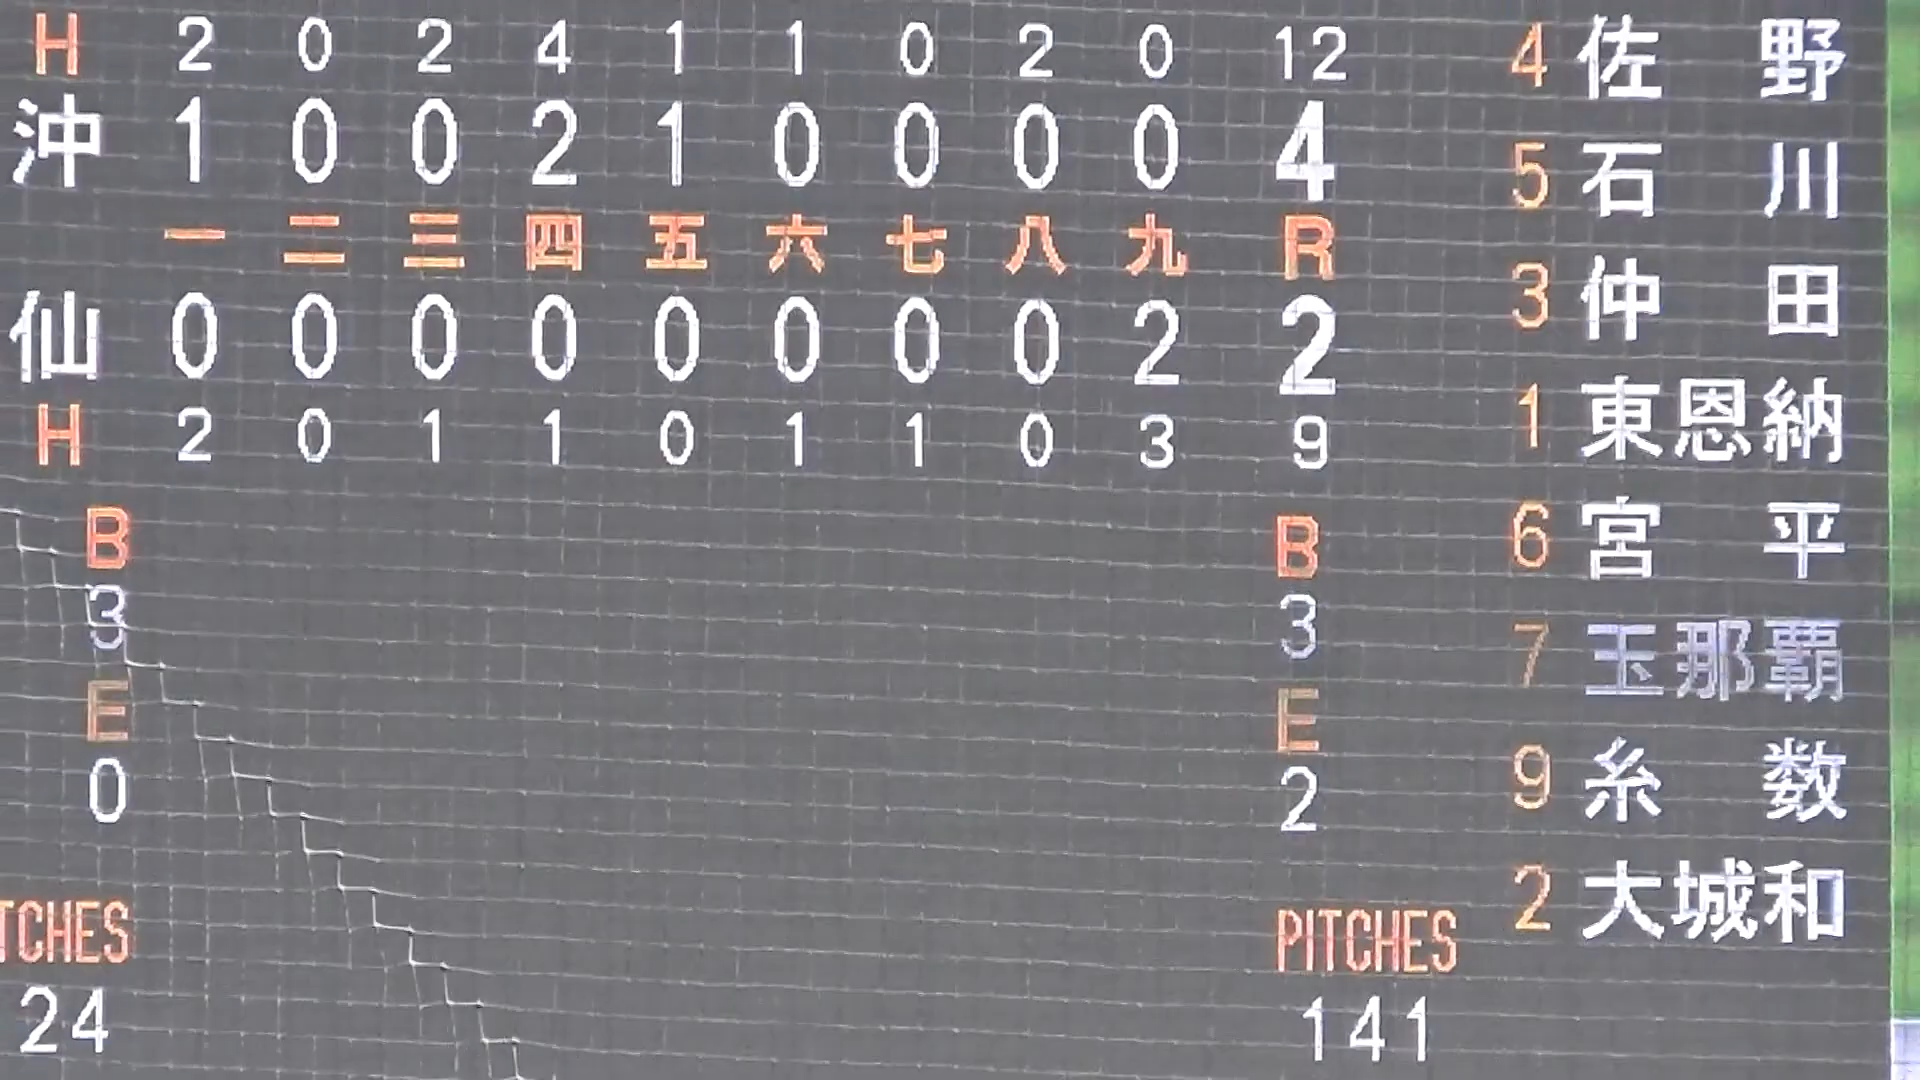 H 2 0 2 4 1 1 0 2 0 12
沖 1 0 0 2 1 0 0 0 0 4
一 二 三 四 五 六 七 八 九 R
仙 0 0 0 0 0 0 0 0 2 2
H 2 0 1 1 0 1 1 0 3 9
B B
3 3
E E
0 2
TCHES PITCHES
24 141
4 佐野
5 石川
3 仲田
1 東恩納
6 宮平
7 玉那覇
9 糸数
2 大城和